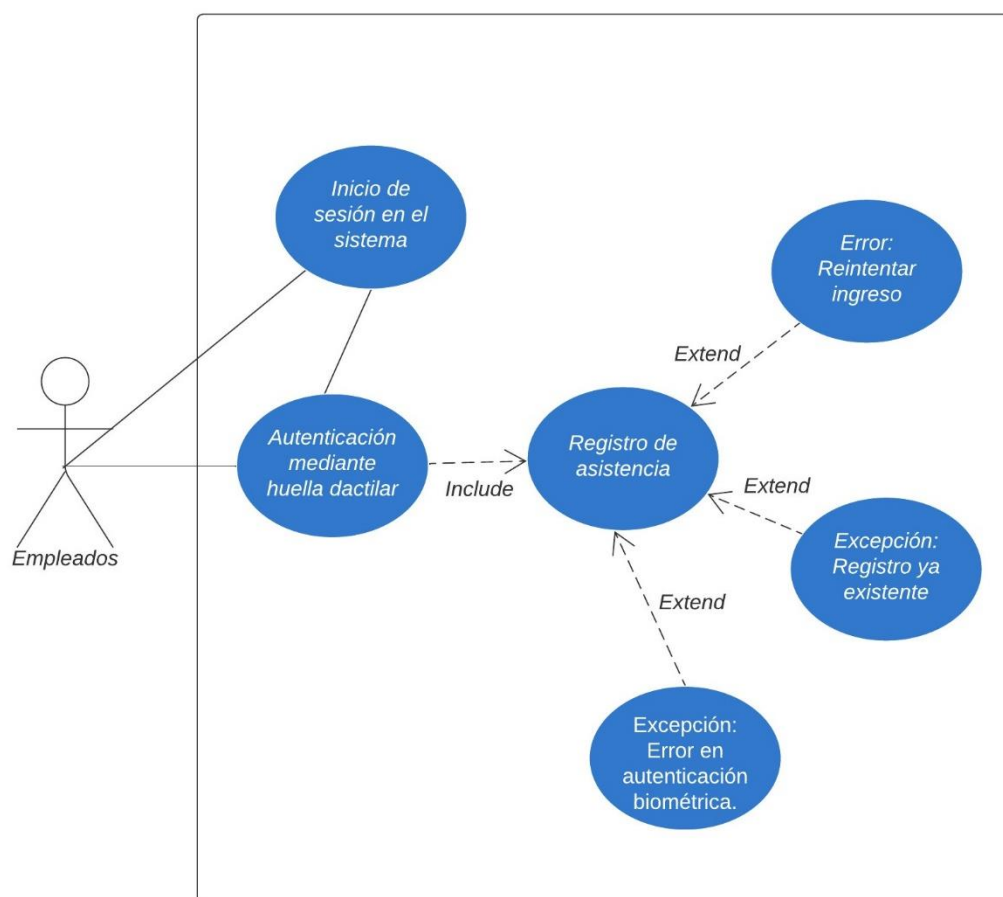 Inicio de
sesión en el
sistema
Error:
Reintentar
ingreso
Extend
Autenticación
mediante
huella dactilar
Include
Registro de
asistencia
Extend
Excepción:
Registro ya
existente
Empleados
Extend
Excepción:
Error en
autenticación
biométrica.